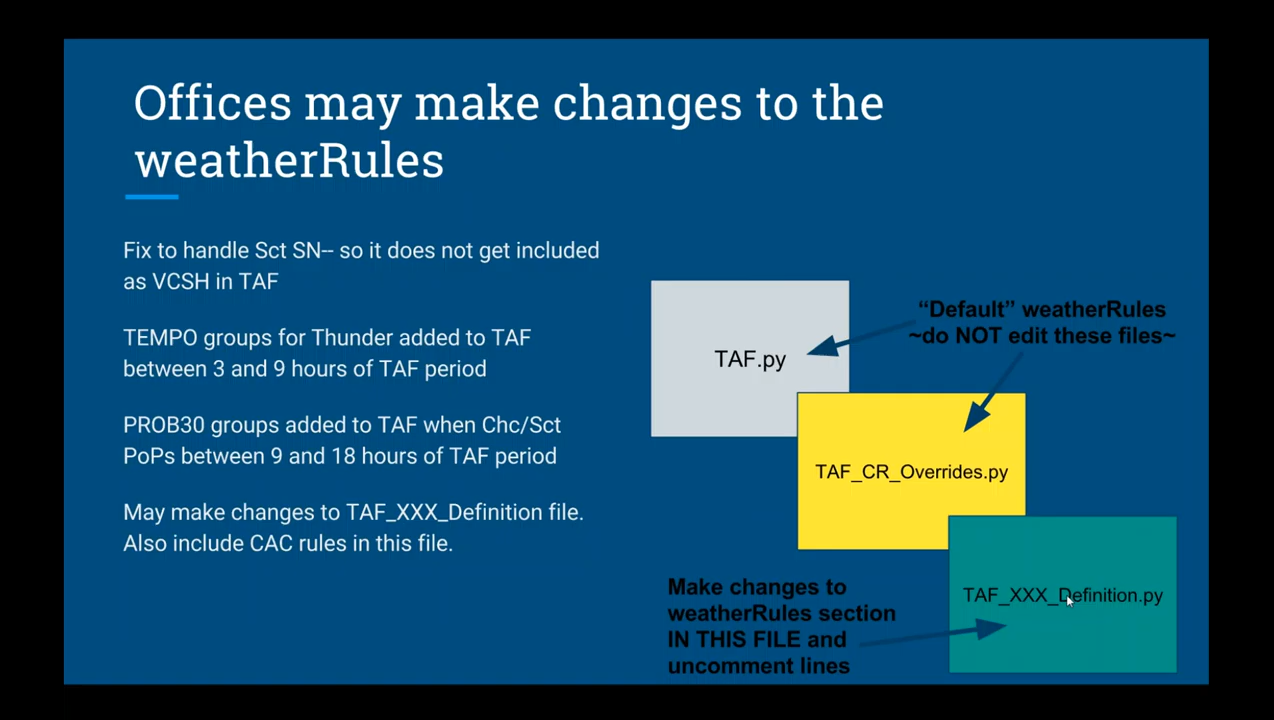 Offices may make changes to the
weatherRules
Fix to handle Sct SN-- so it does not get included
as VCSH in TAF
TEMPO groups for Thunder added to TAF
between 3 and 9 hours of TAF period
PROB30 groups added to TAF when Chc/Sct
PoPs between 9 and 18 hours of TAF period
May make changes to TAF_XXX_Definition file.
Also include CAC rules in this file.
“Default” weatherRules
~do NOT edit these files~
TAF.py
TAF_CR_Overrides.py
TAF_XXX_Definition.py
Make changes to
weatherRules section
IN THIS FILE and
uncomment lines